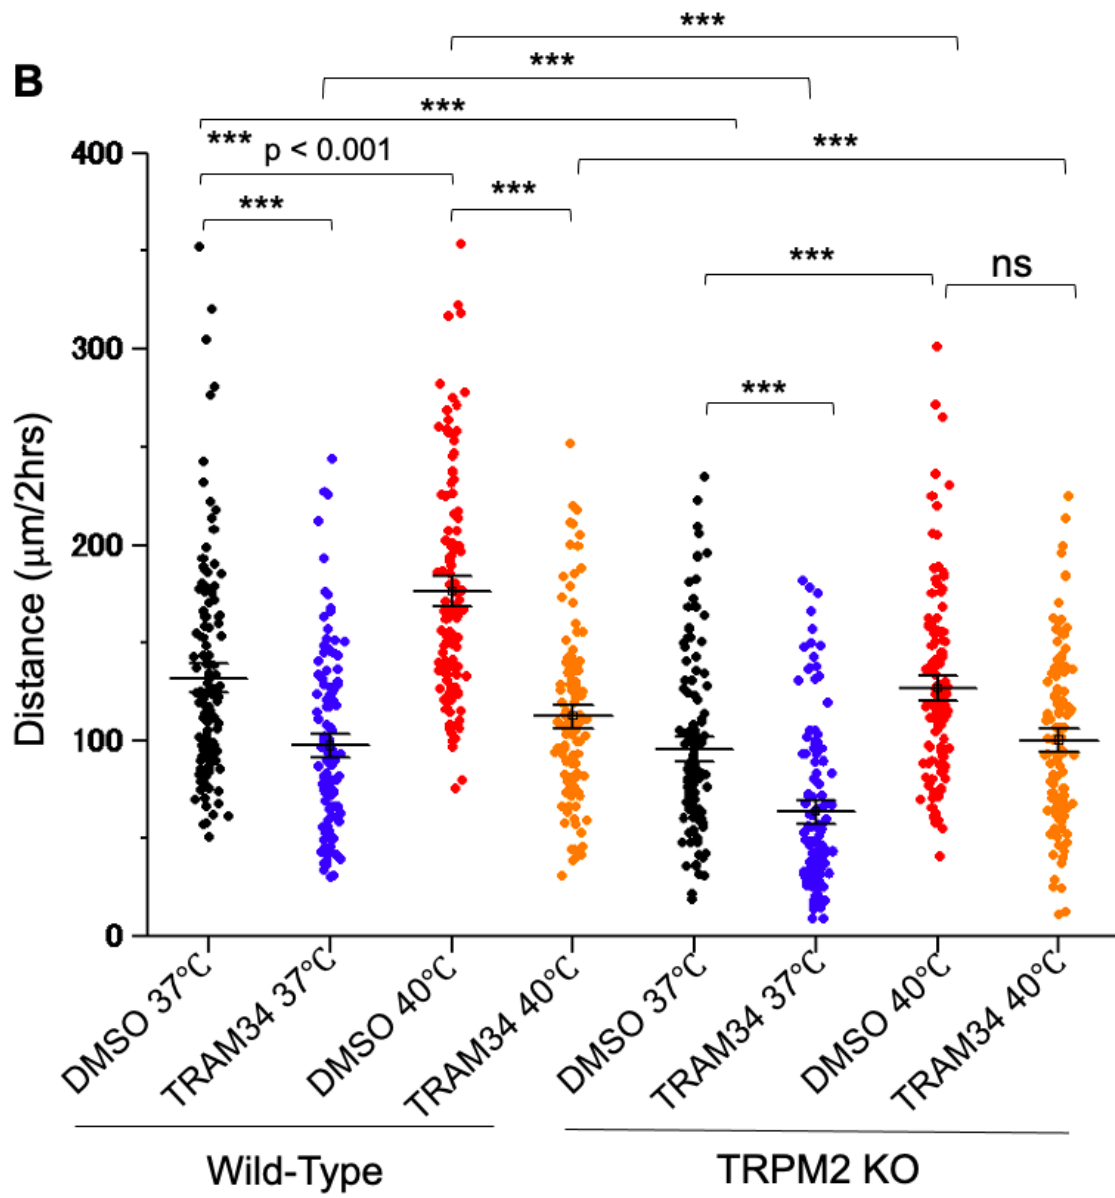 ***
***
B
***
***
p < 0.001
***
***
***
***
ns
***
400
300
200
100
0
Distance (μm/2hrs)
DMSO 37°C
TRAM34 37°C
DMSO 40°C
TRAM34 40°C
DMSO 37°C
TRAM34 37°C
DMSO 40°C
TRAM34 40°C
Wild-Type
TRPM2 KO